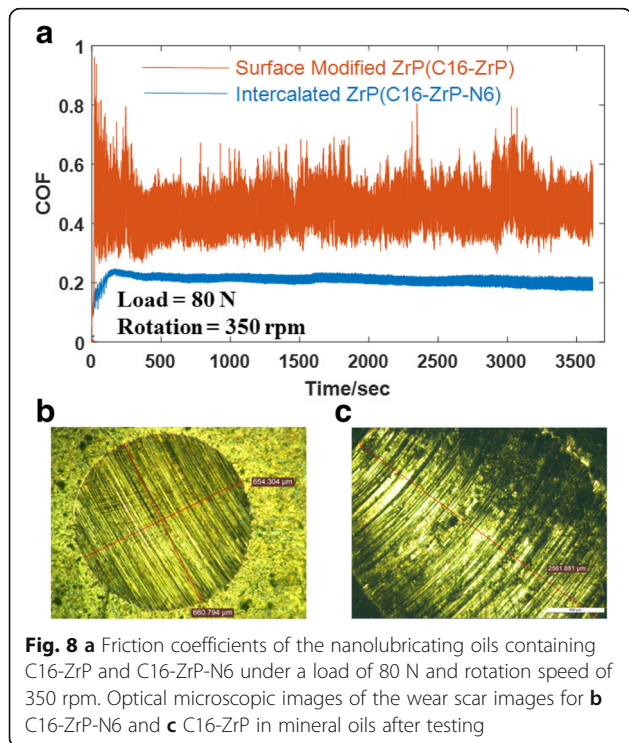 a
1
0.8
0.6
0.4
0.2
0
COF
Surface Modified ZrP(C16-ZrP)
Intercalated ZrP(C16-ZrP-N6)
Load = 80 N
Rotation = 350 rpm
0 500 1000 1500 2000 2500 3000 3500
Time/sec
b
c
654.304 µm
660.794 µm
2561.881 µm
Fig. 8 a Friction coefficients of the nanolubricating oils containing
C16-ZrP and C16-ZrP-N6 under a load of 80 N and rotation speed of
350 rpm. Optical microscopic images of the wear scar images for b
C16-ZrP-N6 and c C16-ZrP in mineral oils after testing